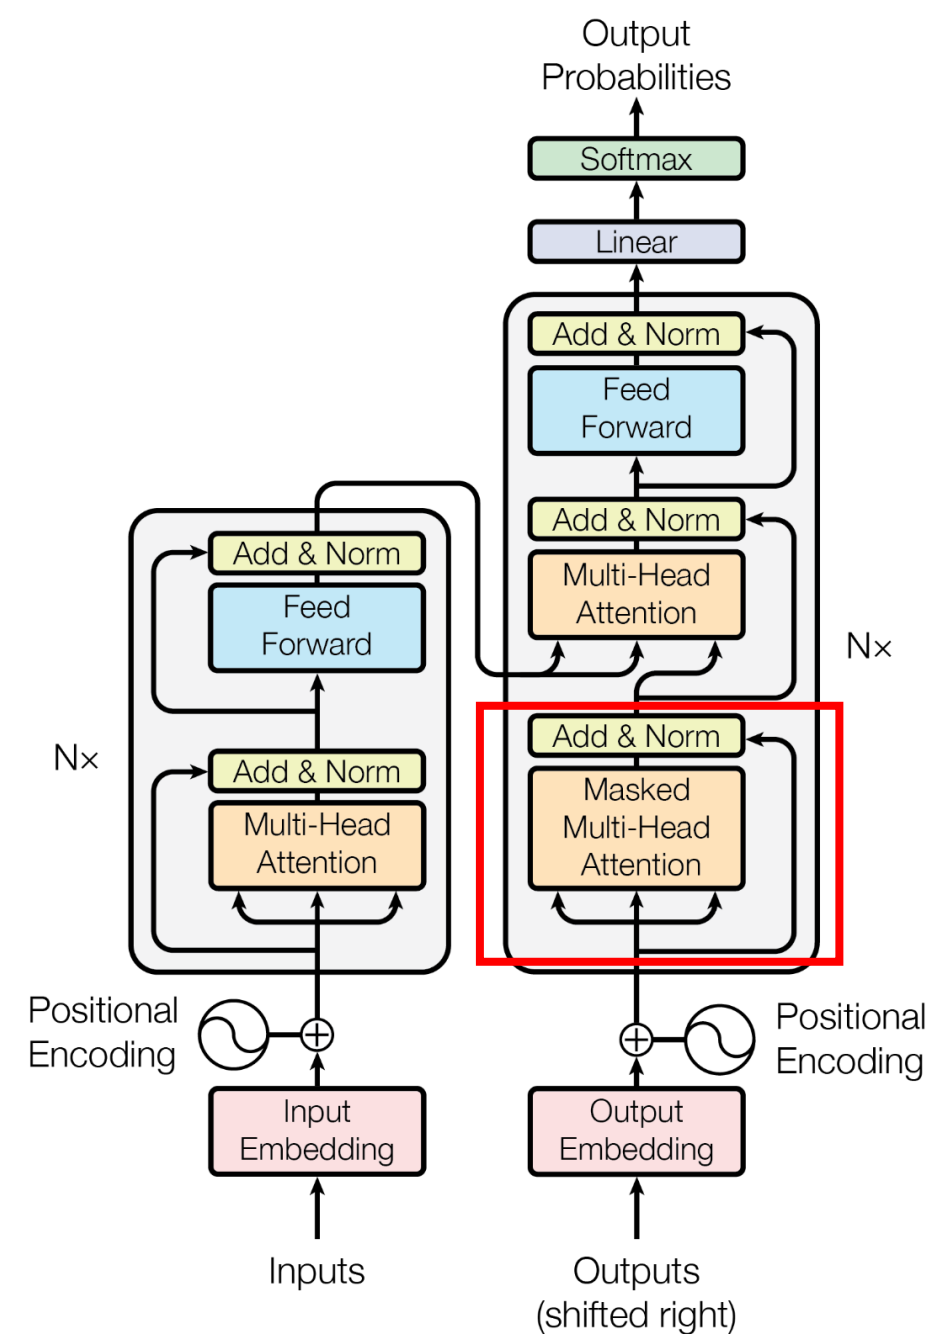 Output
Probabilities
Softmax
Linear
Add & Norm
Feed
Forward
Add & Norm
Multi-Head
Attention
N×
Add & Norm
Masked
Multi-Head
Attention
Positional
Encoding
Output
Embedding
Outputs
(shifted right)
Add & Norm
Feed
Forward
N×
Add & Norm
Multi-Head
Attention
Positional
Encoding
Input
Embedding
Inputs